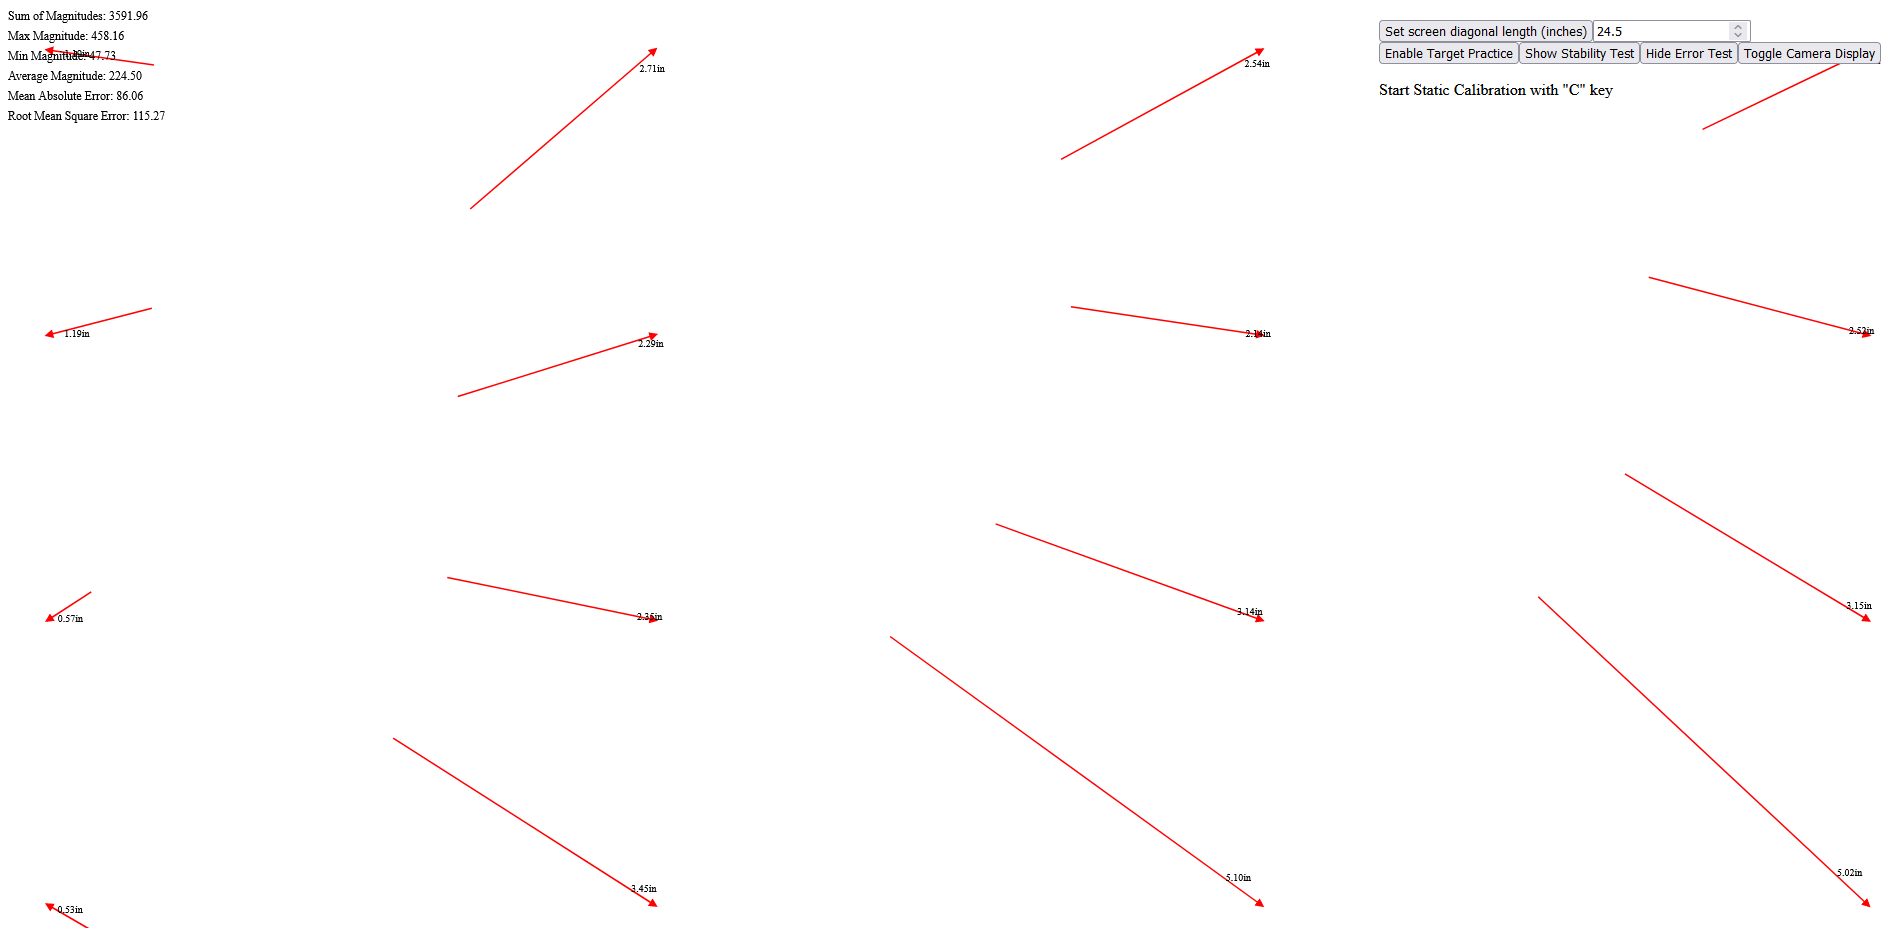 Sum of Magnitudes: 3591.96
Max Magnitude: 458.16
Min Magnitude: 47.73
Average Magnitude: 224.50
Mean Absolute Error: 86.06
Root Mean Square Error: 115.27
Set screen diagonal length (inches) 24.5
Enable Target Practice Show Stability Test Hide Error Test Toggle Camera Display
Start Static Calibration with "C" key
2.71in
2.54in
1.19in
2.29in
2.14in
2.52in
0.57in
2.35in
3.14in
3.15in
0.53in
3.45in
5.10in
5.02in